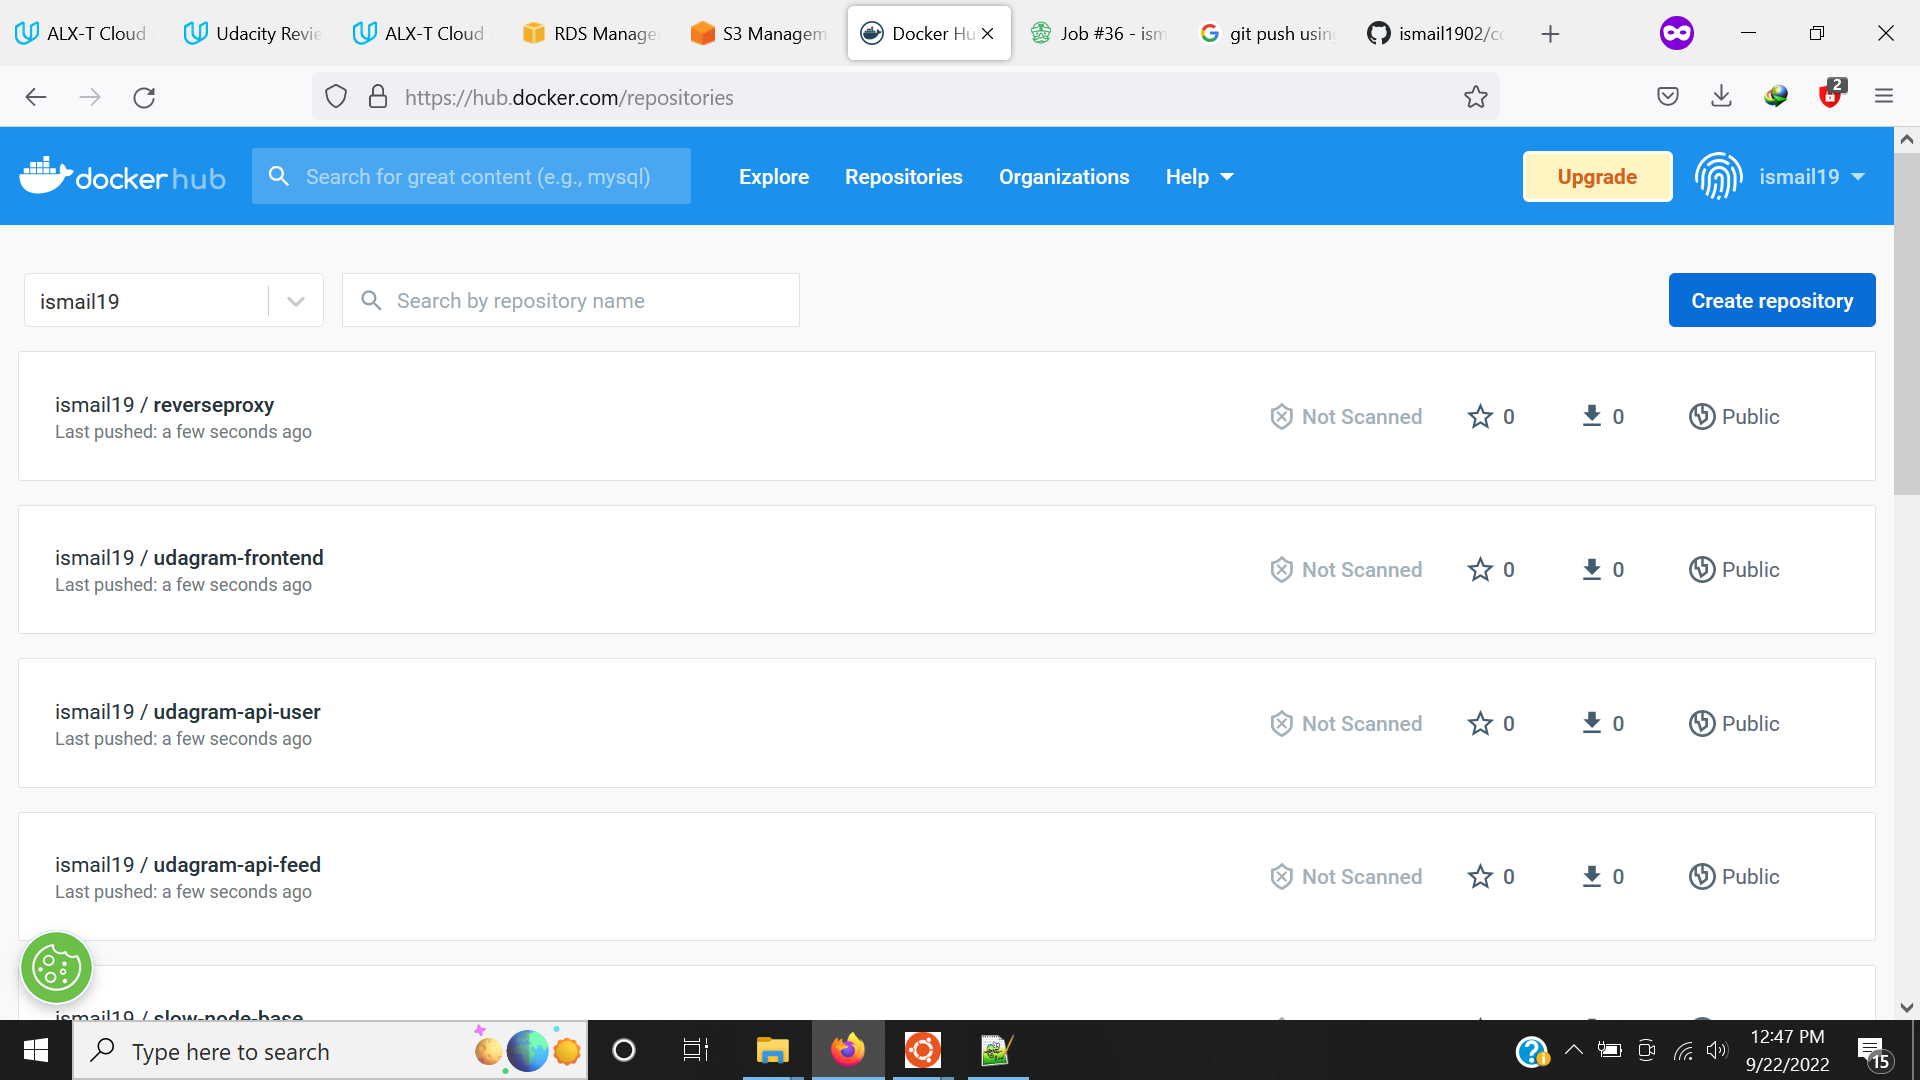 ALX-T Cloud
Udacity Revie
ALX-T Cloud
RDS Manage
S3 Managem
Docker Hu
Job #36 - ism
git push usin
ismail1902/co
https://hub.docker.com/repositories
2
docker hub
Search for great content (e.g., mysql)
Explore
Repositories
Organizations
Help
Upgrade
ismail19
ismail19
Search by repository name
Create repository
ismail19 / reverseproxy
Last pushed: a few seconds ago
Not Scanned
0
0
Public
ismail19 / udagram-frontend
Last pushed: a few seconds ago
Not Scanned
0
0
Public
ismail19 / udagram-api-user
Last pushed: a few seconds ago
Not Scanned
0
0
Public
ismail19 / udagram-api-feed
Last pushed: a few seconds ago
Not Scanned
0
0
Public
ismail19 / slow-node-base
Type here to search
12:47 PM
9/22/2022
15